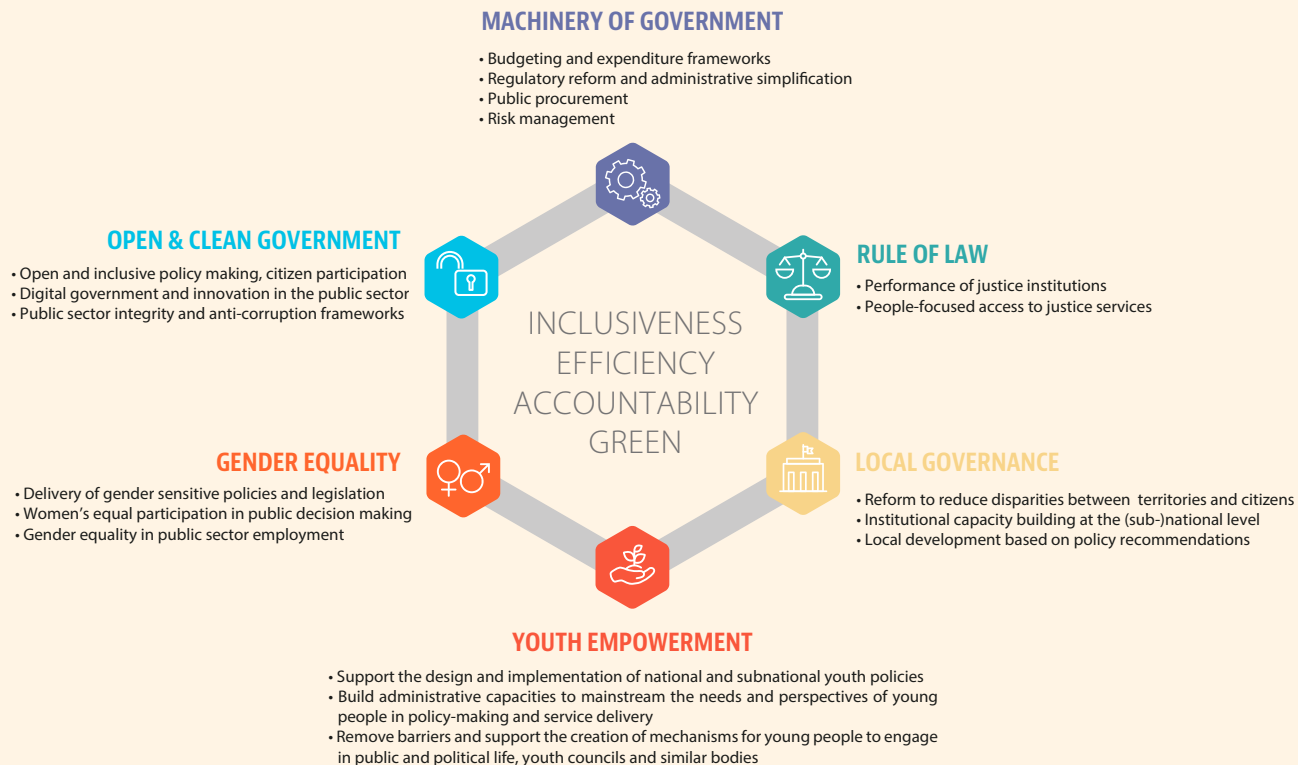 MACHINERY OF GOVERNMENT
• Budgeting and expenditure frameworks
• Regulatory reform and administrative simplification
• Public procurement
• Risk management
OPEN & CLEAN GOVERNMENT
• Open and inclusive policy making, citizen participation
• Digital government and innovation in the public sector
• Public sector integrity and anti-corruption frameworks
RULE OF LAW
• Performance of justice institutions
• People-focused access to justice services
INCLUSIVENESS
EFFICIENCY
ACCOUNTABILITY
GREEN
GENDER EQUALITY
• Delivery of gender sensitive policies and legislation
• Women’s equal participation in public decision making
• Gender equality in public sector employment
LOCAL GOVERNANCE
• Reform to reduce disparities between territories and citizens
• Institutional capacity building at the (sub-)national level
• Local development based on policy recommendations
YOUTH EMPOWERMENT
• Support the design and implementation of national and subnational youth policies
• Build administrative capacities to mainstream the needs and perspectives of young
people in policy-making and service delivery
• Remove barriers and support the creation of mechanisms for young people to engage
in public and political life, youth councils and similar bodies